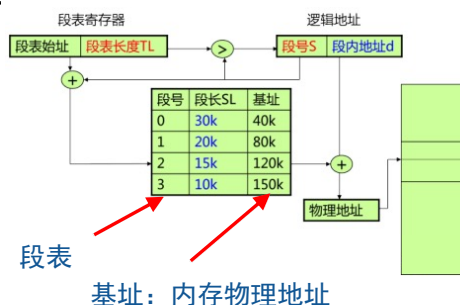 段表寄存器 逻辑地址
段表始址 段表长度TL > 段号S 段内地址d
+
段号 段长SL 基址
0 30k 40k
1 20k 80k
2 15k 120k +
3 10k 150k
物理地址
段表
基址：内存物理地址